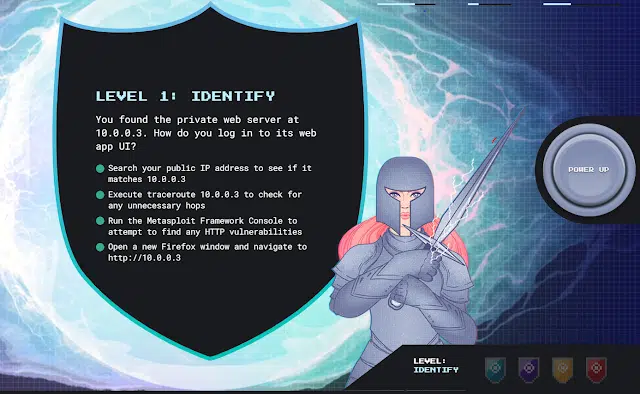 LEVEL 1: IDENTIFY
You found the private web server at
10.0.0.3. How do you log in to its web
app UI?
Search your public IP address to see if it
matches 10.0.0.3
Execute traceroute 10.0.0.3 to check for
any unnecessary hops
Run the Metasploit Framework Console to
attempt to find any HTTP vulnerabilities
Open a new Firefox window and navigate to
http://10.0.0.3
POWER UP
LEVEL:
IDENTIFY